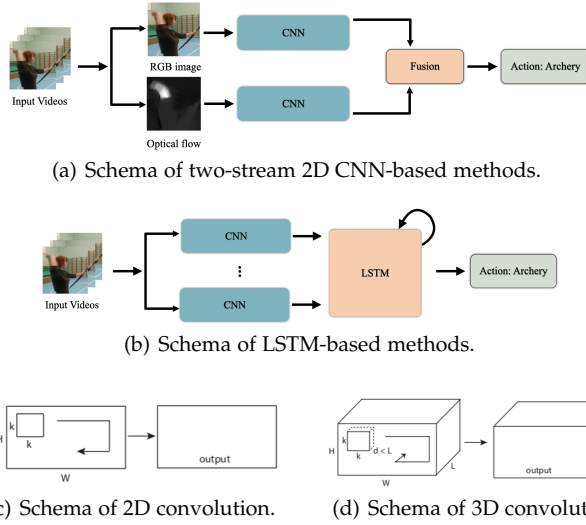 CNN
RGB image
Fusion
Action: Archery
Input Videos
CNN
Optical flow
(a) Schema of two-stream 2D CNN-based methods.
CNN
...
LSTM
Action: Archery
Input Videos
CNN
(b) Schema of LSTM-based methods.
k
k
H
output
W
c) Schema of 2D convolution.
k
k
d < L
H
L
W
output
(d) Schema of 3D convolut